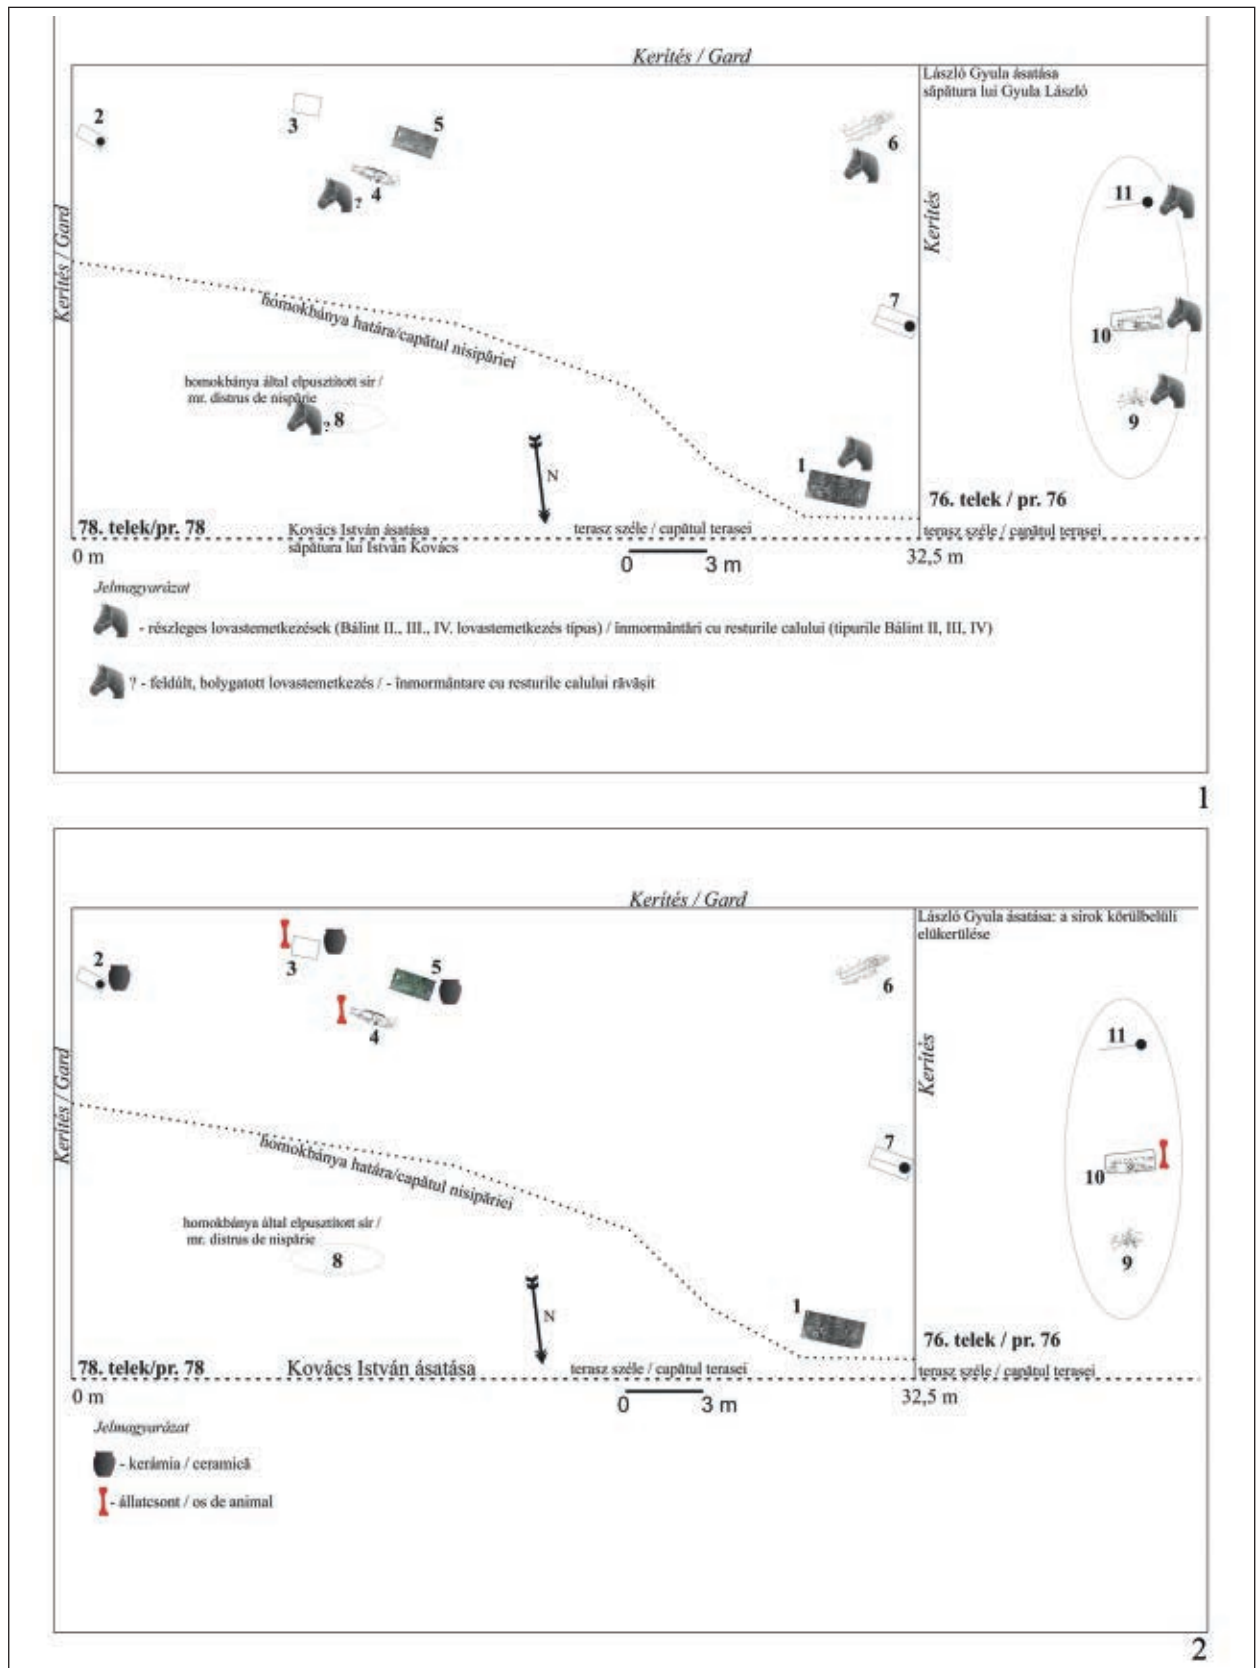 Kerítés / Gard
László Gyula ásatása
săpătura lui Gyula László
2
3
5
4
?
6
11
Kerítés / Gard
Kerítés
7
10
9
homokbánya határa/capătul nisipăriei
homokbánya által elpusztított sír /
mr. distrus de nispărie
? 8
N
1
76. telek / pr. 76
78. telek/pr. 78
Kovács István ásatása
săpătura lui István Kovács
terasz széle / capătul terasei
terasz széle / capătul terasei
0 m
0 3 m
32,5 m
Jelmagyarázat
- részleges lovastemetkezések (Bálint II., III., IV. lovastemetkezés típus) / înmormântări cu resturile calului (tipurile Bálint II, III, IV)
? - feldúlt, bolygatott lovastemetkezés / - înmormântare cu resturile calului răvășit
1
Kerítés / Gard
László Gyula ásatása: a sírok körülbelüli
elükerülése
2
3
5
4
6
11
Kerítés / Gard
Kerítés
7
10
9
homokbánya határa/capătul nisipăriei
homokbánya által elpusztított sír /
mr. distrus de nispărie
8
N
1
76. telek / pr. 76
78. telek/pr. 78
Kovács István ásatása
terasz széle / capătul terasei
terasz széle / capătul terasei
0 m
0 3 m
32,5 m
Jelmagyarázat
- kerámia / ceramică
- állatcsont / os de animal
2